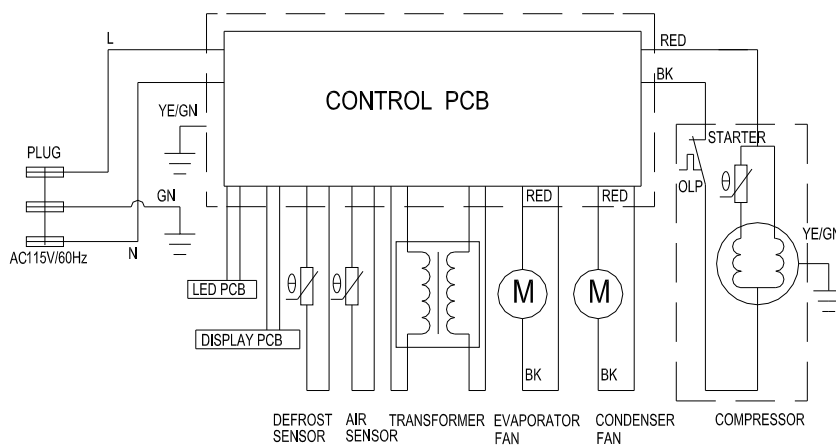 L
RED
BK
CONTROL PCB
YE/GN
PLUG
STARTER
θ
OLP
GN
RED
RED
YE/GN
N
AC115V/60Hz
LED PCB
θ
θ
M
M
DISPLAY PCB
BK
BK
DEFROST SENSOR
AIR SENSOR
TRANSFORMER
EVAPORATOR FAN
CONDENSER FAN
COMPRESSOR